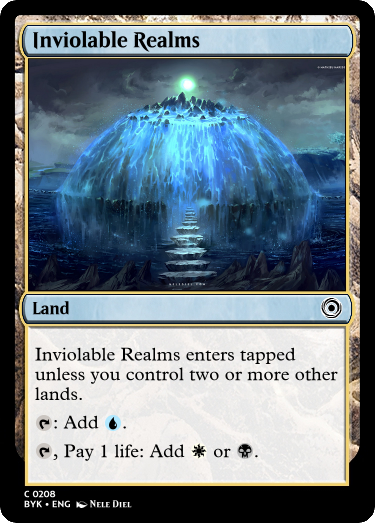 Inviolable Realms
Land
Inviolable Realms enters tapped
unless you control two or more other
lands.
: Add .
, Pay 1 life: Add or .
C 0208
BYK • ENG Nele Diel